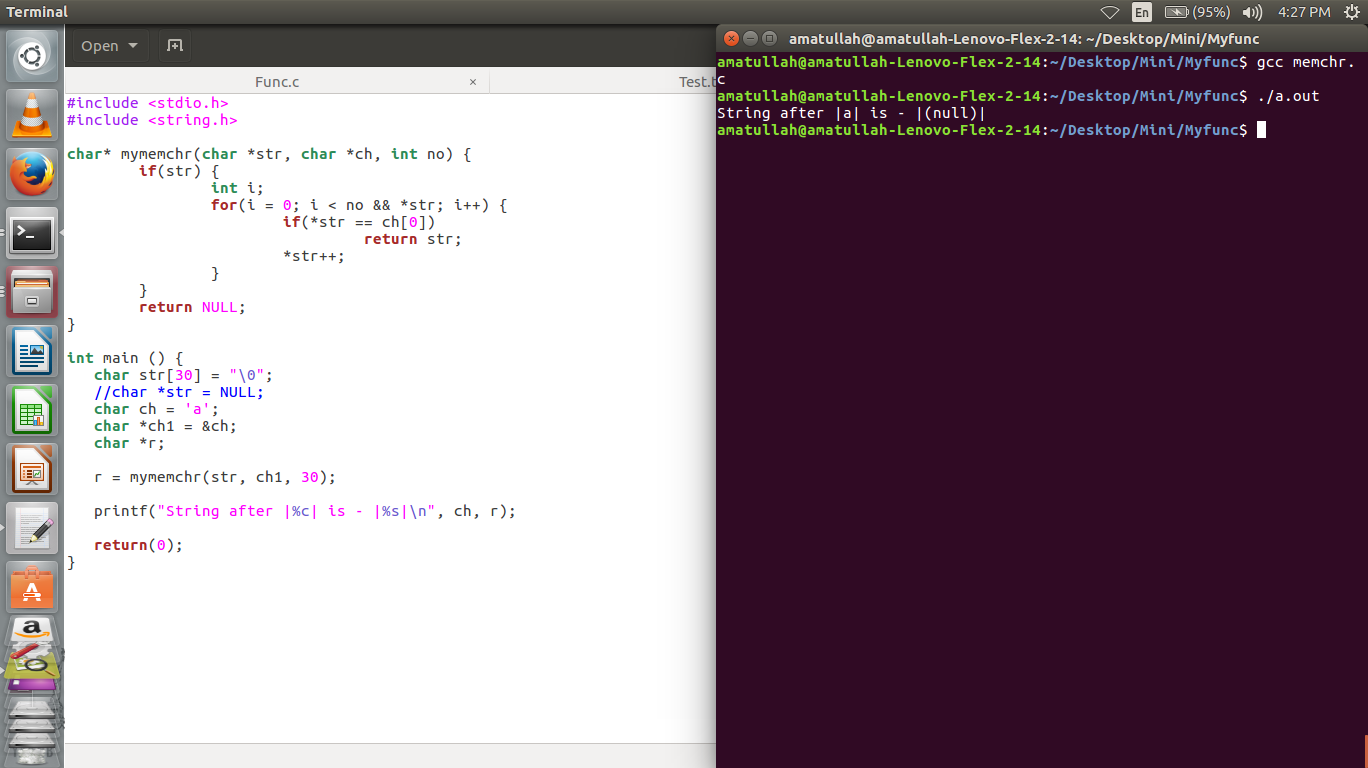 Terminal
En
(95%)
4:27 PM
Open
Func.c ×
Test.
#include <stdio.h>
#include <string.h>
char* mymemchr(char *str, char *ch, int no) {
if(str) {
int i;
for(i = 0; i < no && *str; i++) {
if(*str == ch[0])
return str;
*str++;
}
}
return NULL;
}
int main () {
char str[30] = "\0";
//char *str = NULL;
char ch = 'a';
char *ch1 = &ch;
char *r;
r = mymemchr(str, ch1, 30);
printf("String after |%c| is - |%s|\n", ch, r);
return(0);
}
amatullah@amatullah-Lenovo-Flex-2-14: ~/Desktop/Mini/Myfunc
amatullah@amatullah-Lenovo-Flex-2-14:~/Desktop/Mini/Myfunc$ gcc memchr.
c
amatullah@amatullah-Lenovo-Flex-2-14:~/Desktop/Mini/Myfunc$ ./a.out
String after |a| is - |(null)|
amatullah@amatullah-Lenovo-Flex-2-14:~/Desktop/Mini/Myfunc$